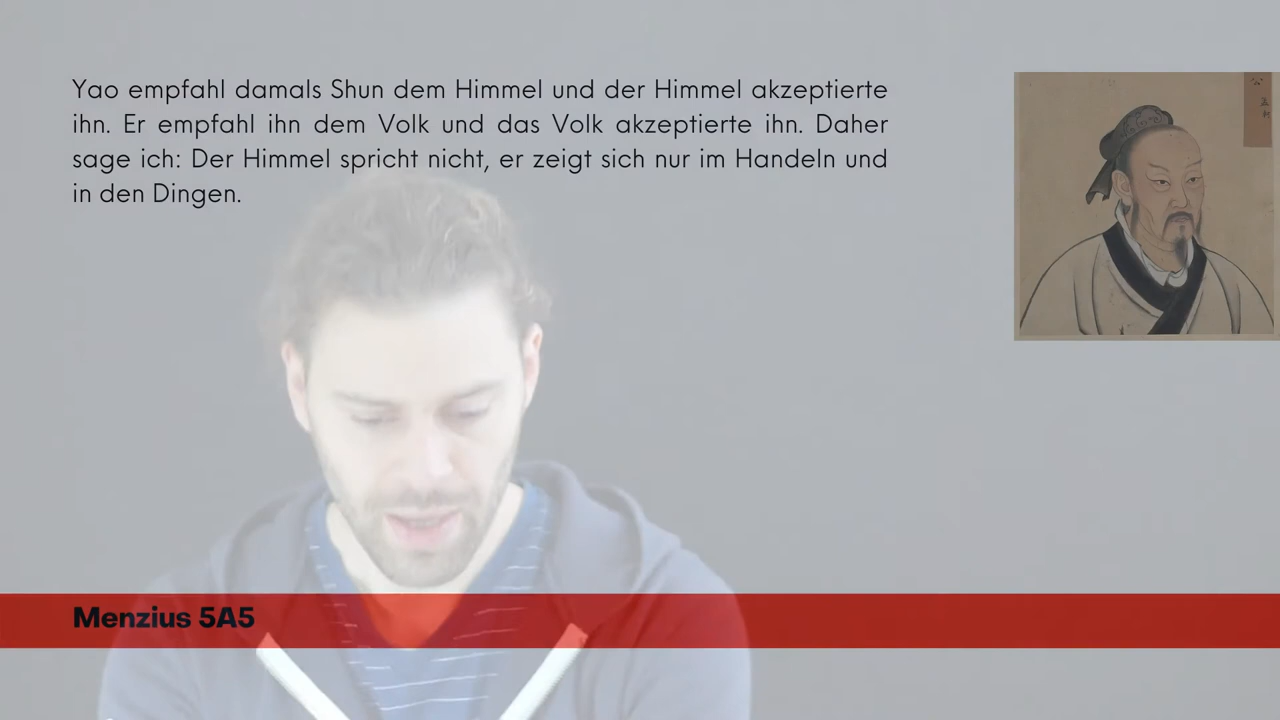 Yao empfahl damals Shun dem Himmel und der Himmel akzeptierte
ihn. Er empfahl ihn dem Volk und das Volk akzeptierte ihn. Daher
sage ich: Der Himmel spricht nicht, er zeigt sich nur im Handeln und
in den Dingen.
Menzius 5A5